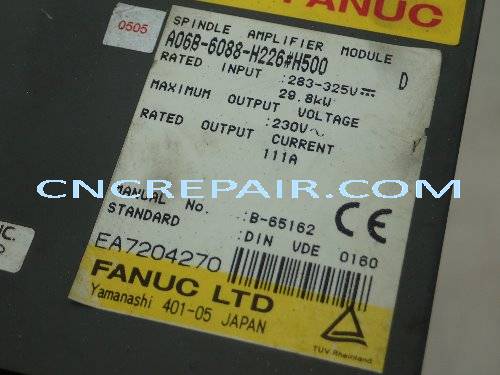 FANUC
0505
SPINDLE AMPLIFIER MODULE
A06B-6088-H226#H500 D
RATED INPUT :283-325V⎓
29.8kW
MAXIMUM OUTPUT VOLTAGE
:230V~
RATED OUTPUT CURRENT
111A
CNCREPAIR.COM
MANUAL No. :B-65162
STANDARD :DIN VDE 0160
CE
EA7204270
FANUC LTD
Yamanashi 401-05 JAPAN
TÜV Rheinland